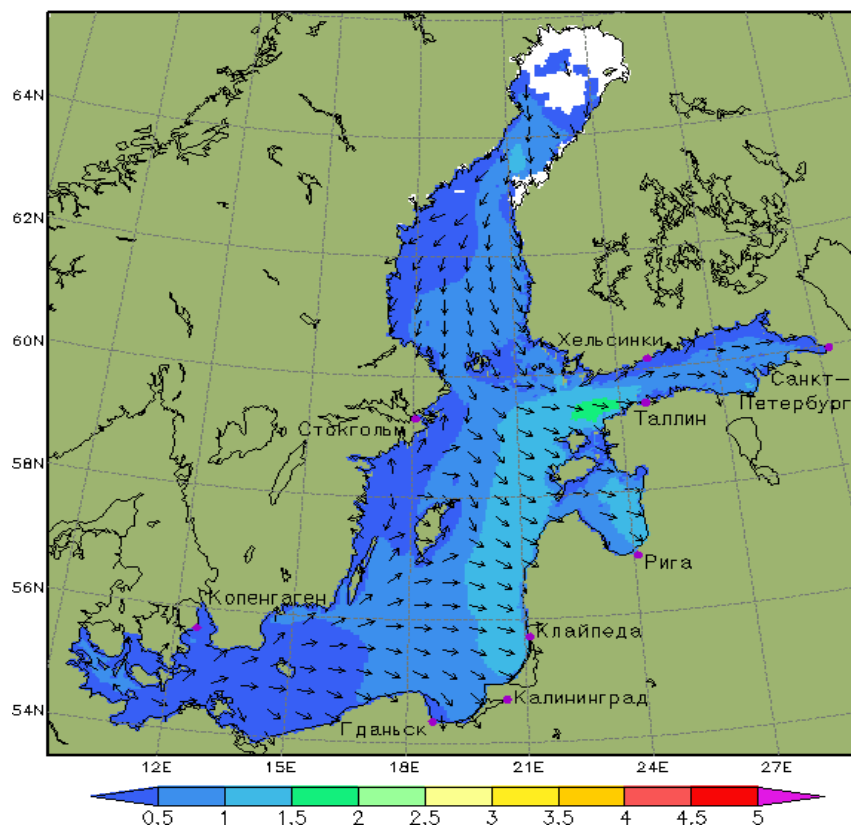 64N
62N
60N
Хельсинки
Санкт-
Петербург
Таллин
Стокгольм
58N
Рига
56N
Копенгаген
Клайпеда
Калининград
54N
Гданьск
12E 15E 18E 21E 24E 27E
0,5 1 1,5 2 2,5 3 3,5 4 4,5 5